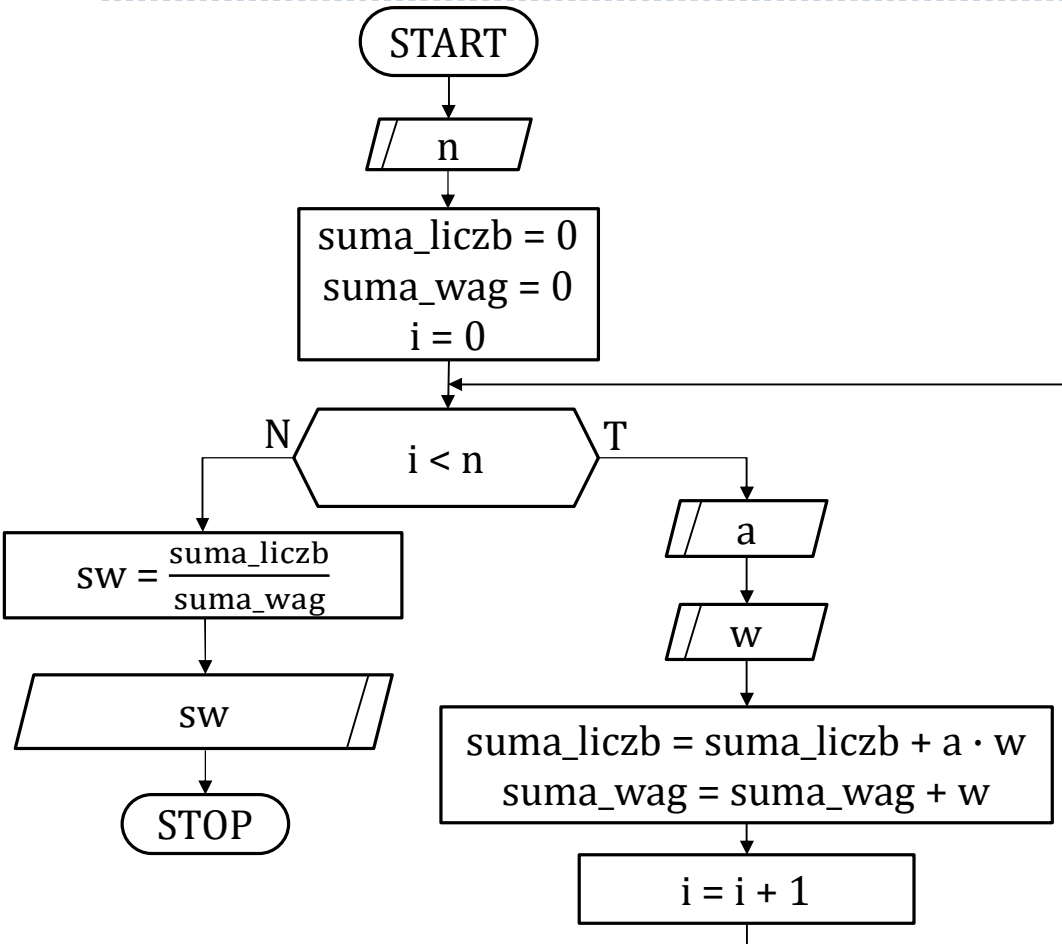 START
n
suma_liczb = 0
suma_wag = 0
i = 0
N
i < n
T
sw = suma_liczb
suma_wag
sw
STOP
a
w
suma_liczb = suma_liczb + a · w
suma_wag = suma_wag + w
i = i + 1